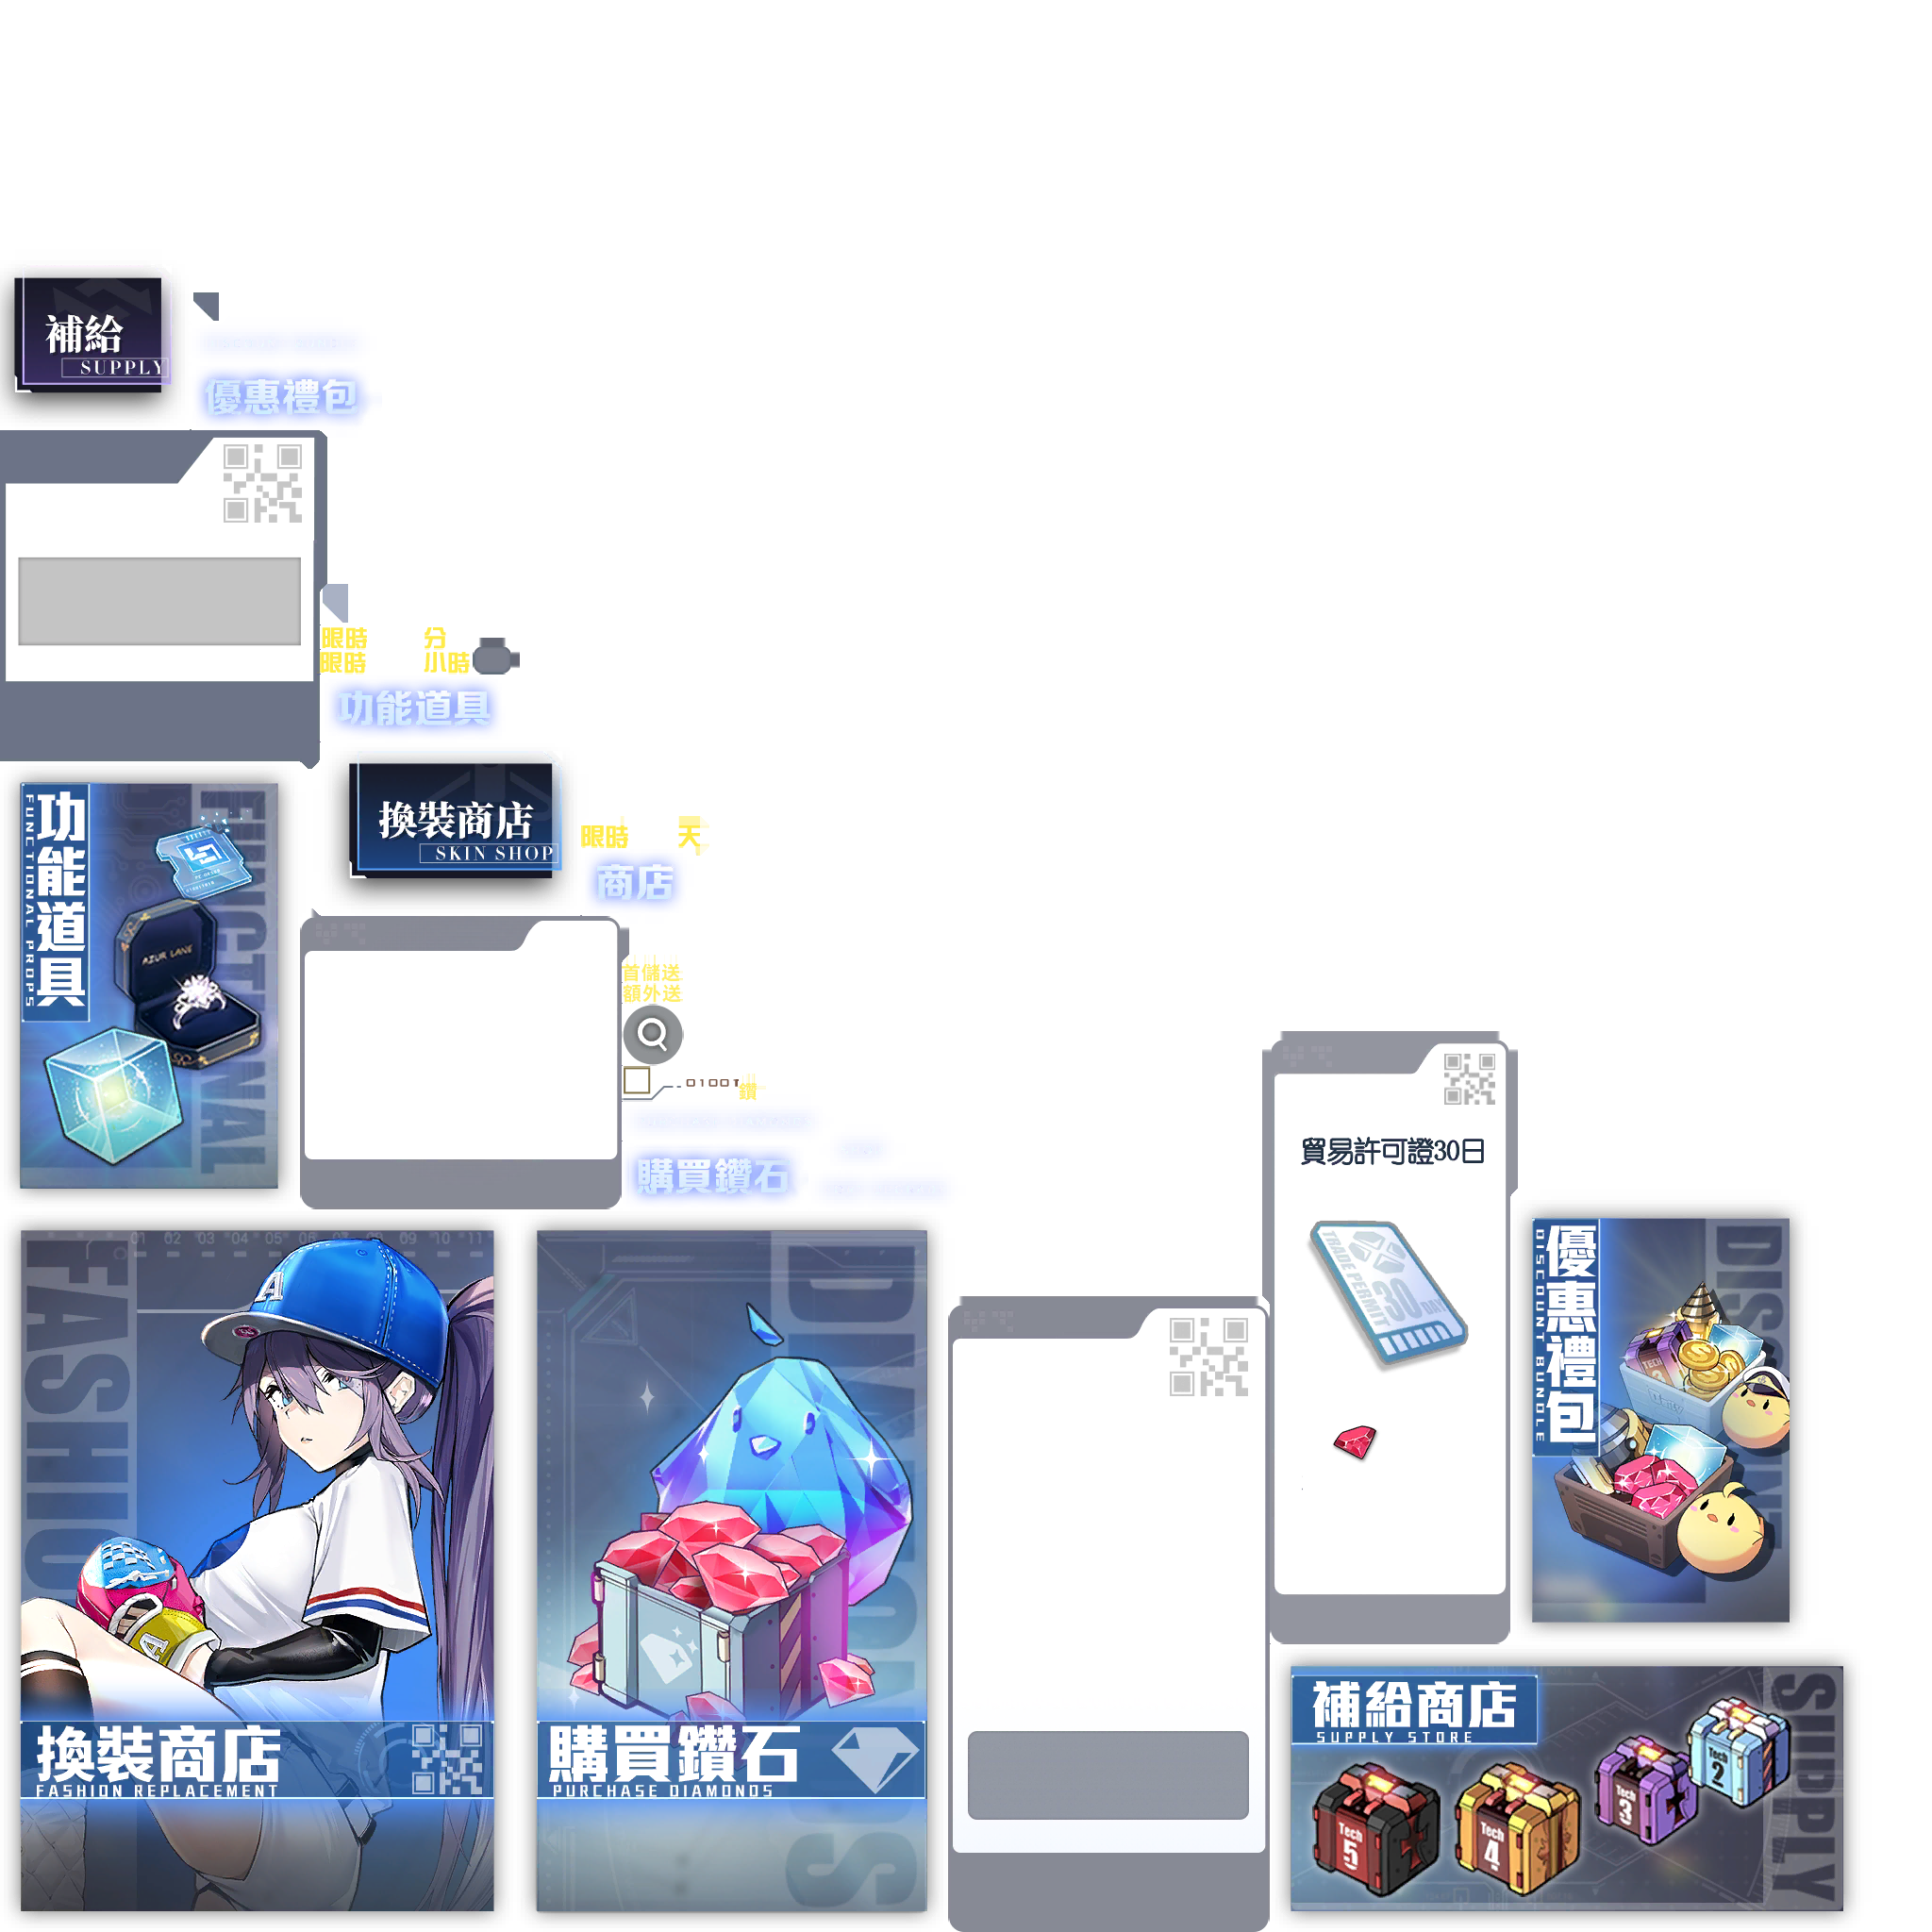 補給
SUPPLY
優惠禮包
限時 分
限時 小時
功能道具
換裝商店
SKIN SHOP
限時 天
商店
功能道具
FUNCTIONAL PROPS
FUNCTIONAL
AZUR LANE
首儲送
額外送
01001
鑽
購買鑽石
貿易許可證30日
TRADE PERMIT
30 DAY
優惠禮包
DISCOUNT BUNDLE
DISCOUNT
01 02 03 04 05 06 07 08 09 10 11
FASHION
A
A
換裝商店
FASHION REPLACEMENT
DIAMONDS
購買鑽石
PURCHASE DIAMONDS
補給商店
SUPPLY STORE
SUPPLY
Tech 5
Tech 4
Tech 3
Tech 2